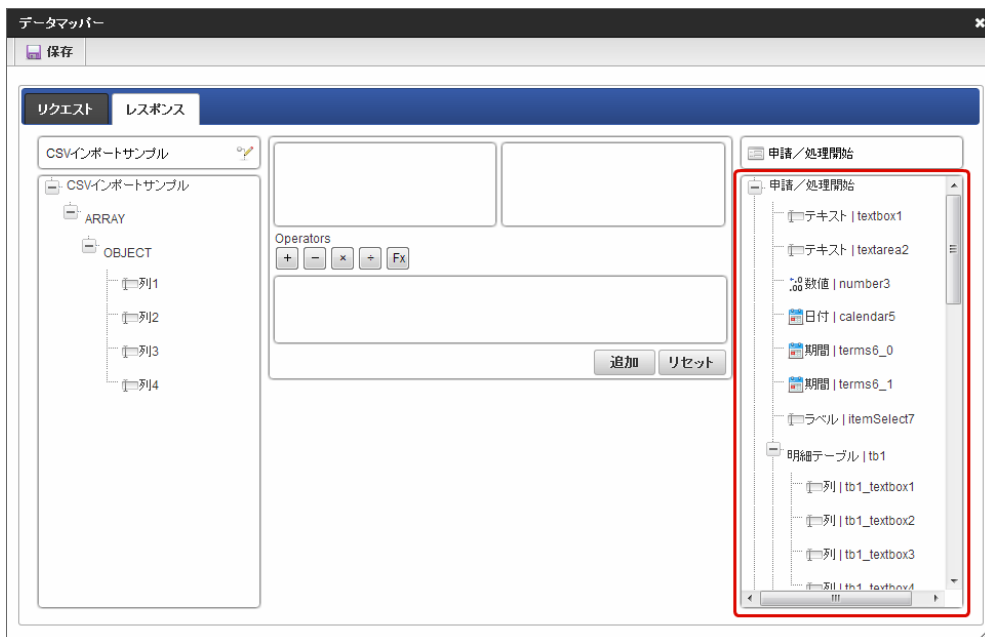 データマッパー
保存
リクエスト レスポンス
CSVインポートサンプル
CSVインポートサンプル
ARRAY
OBJECT
列1
列2
列3
列4
Operators
+ − × ÷ Fx
追加 リセット
申請／処理開始
申請／処理開始
テキスト | textbox1
テキスト | textarea2
数値 | number3
日付 | calendar5
期間 | terms6_0
期間 | terms6_1
ラベル | itemSelect7
明細テーブル | tb1
列 | tb1_textbox1
列 | tb1_textbox2
列 | tb1_textbox3
列 | tb1_textbox4